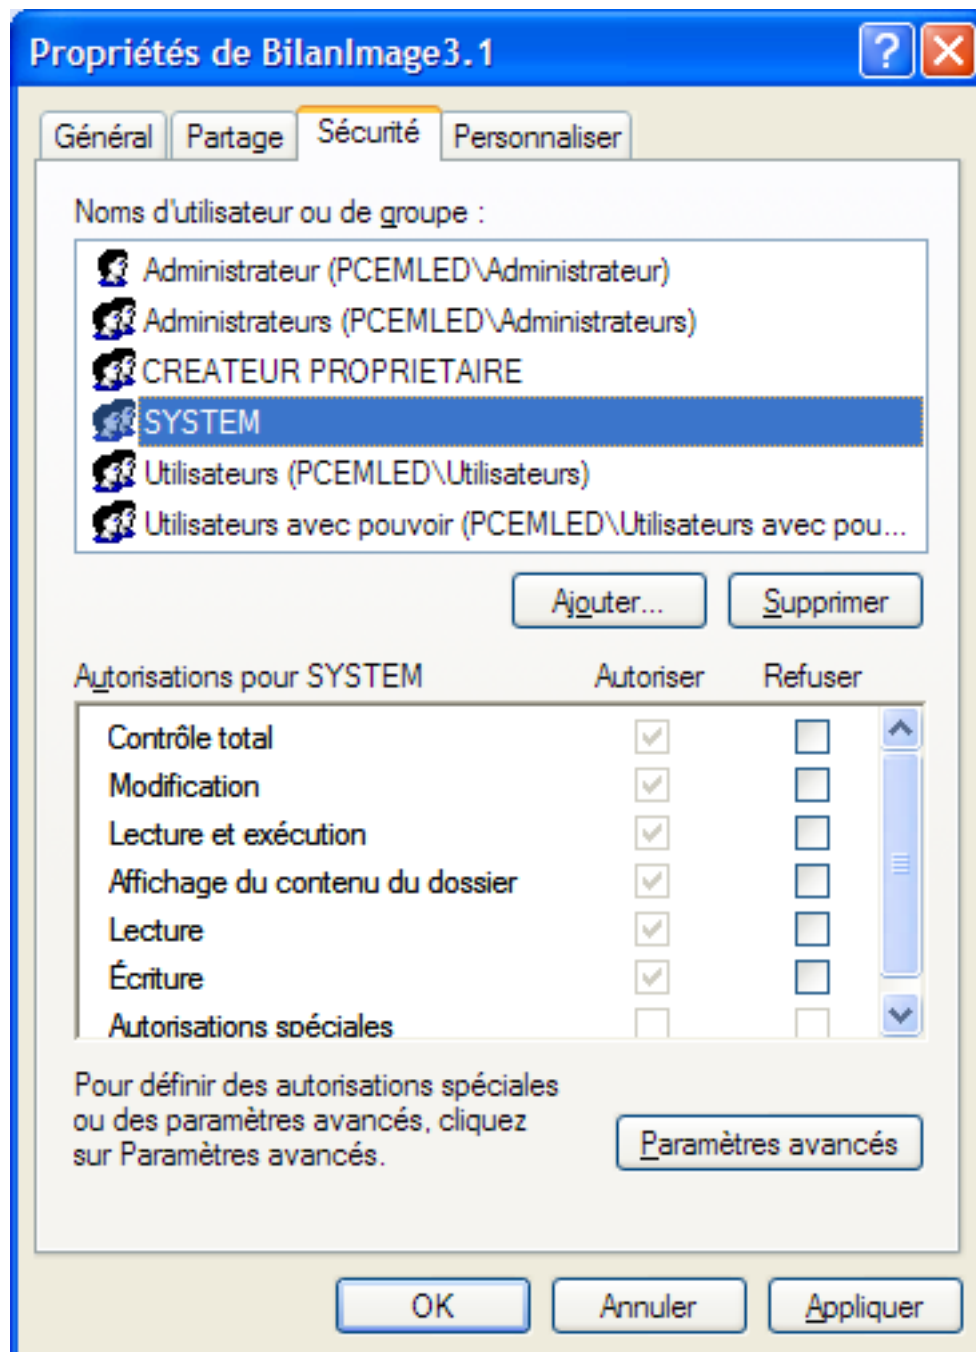 Propriétés de BilanImage3.1
Général Partage Sécurité Personnaliser
Noms d'utilisateur ou de groupe :
Administrateur (PCEMLED\Administrateur)
Administrateurs (PCEMLED\Administrateurs)
CREATEUR PROPRIETAIRE
SYSTEM
Utilisateurs (PCEMLED\Utilisateurs)
Utilisateurs avec pouvoir (PCEMLED\Utilisateurs avec pou...
Ajouter... Supprimer
Autorisations pour SYSTEM Autoriser Refuser
Contrôle total
Modification
Lecture et exécution
Affichage du contenu du dossier
Lecture
Écriture
Autorisations spéciales
Pour définir des autorisations spéciales
ou des paramètres avancés, cliquez
sur Paramètres avancés.
Paramètres avancés
OK Annuler Appliquer